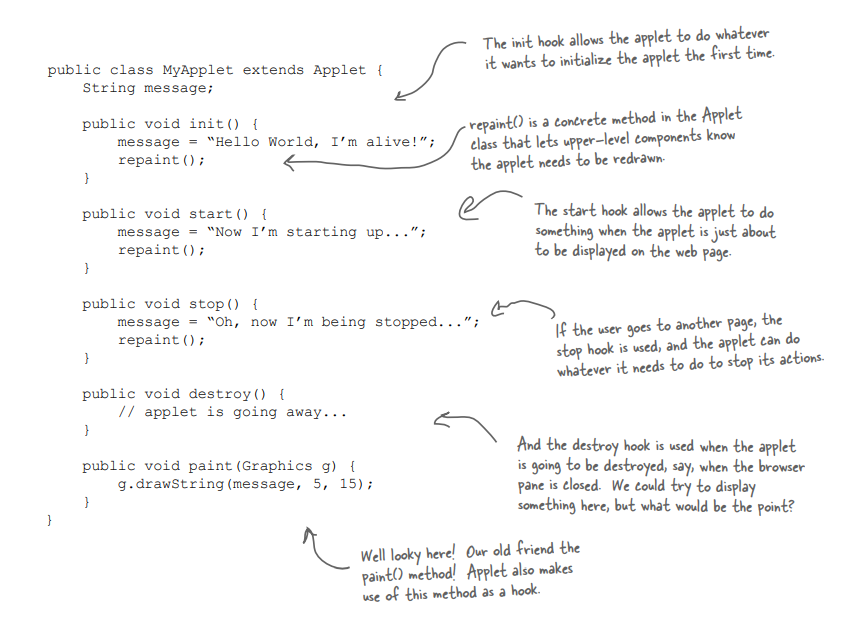 public class MyApplet extends Applet {
String message;
public void init() {
message = “Hello World, I’m alive!”;
repaint();
}
public void start() {
message = “Now I’m starting up...”;
repaint();
}
public void stop() {
message = “Oh, now I’m being stopped...”;
repaint();
}
public void destroy() {
// applet is going away...
}
public void paint(Graphics g) {
g.drawString(message, 5, 15);
}
}
The init hook allows the applet to do whatever
it wants to initialize the applet the first time.
repaint() is a concrete method in the Applet
class that lets upper-level components know
the applet needs to be redrawn.
The start hook allows the applet to do
something when the applet is just about
to be displayed on the web page.
If the user goes to another page, the
stop hook is used, and the applet can do
whatever it needs to do to stop its actions.
And the destroy hook is used when the applet
is going to be destroyed, say, when the browser
pane is closed. We could try to display
something here, but what would be the point?
Well looky here! Our old friend the
paint() method! Applet also makes
use of this method as a hook.